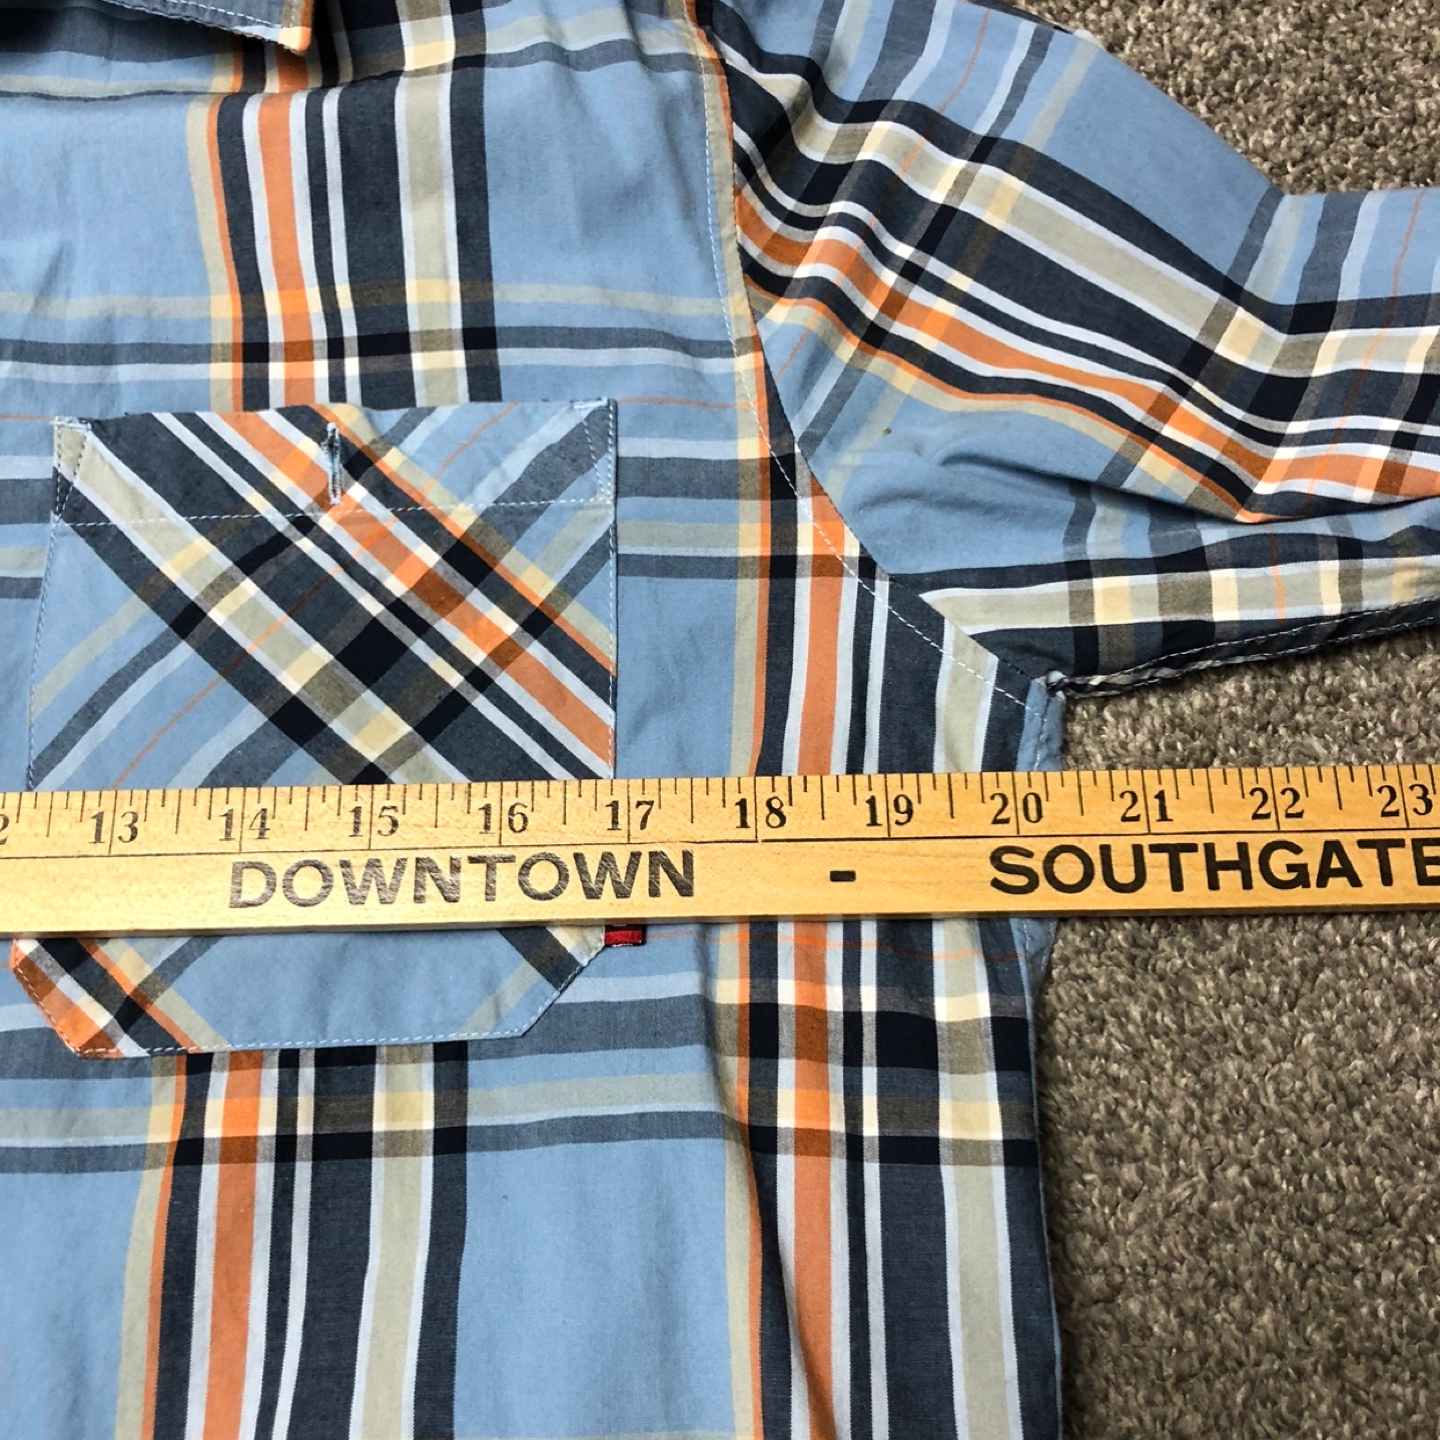 2 13 14 15 16 17 18 19 20 21 22 23
DOWNTOWN - SOUTHGATE